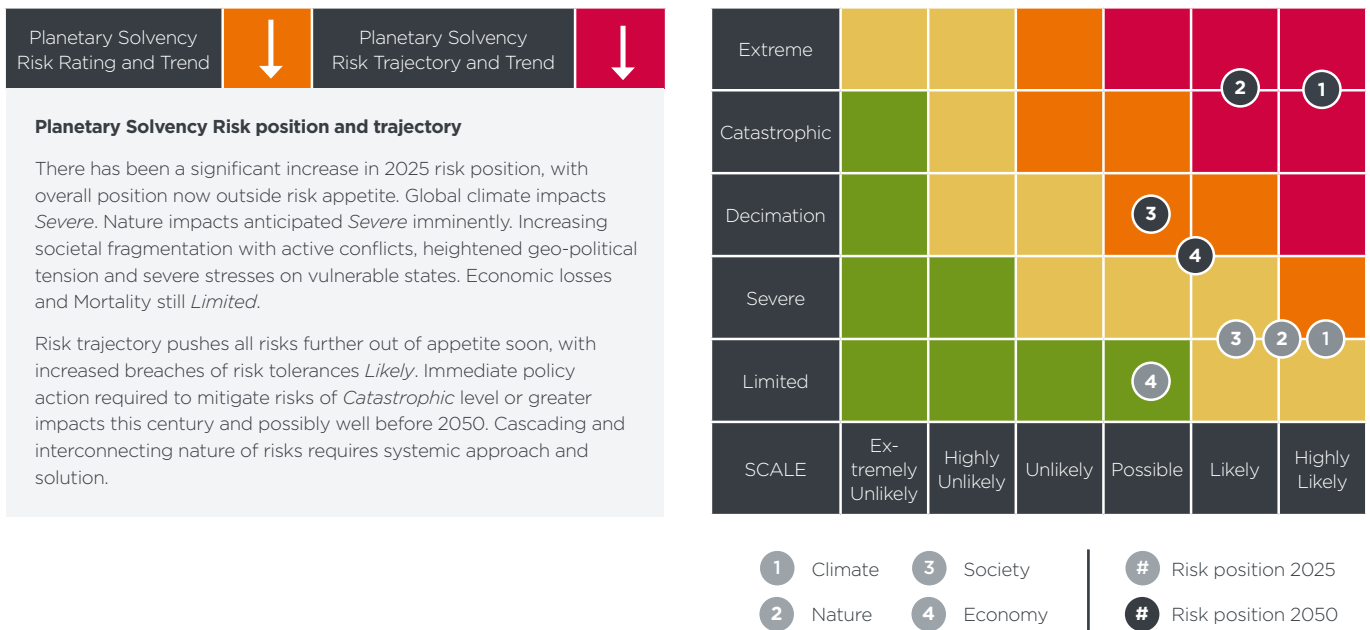 Planetary Solvency
Risk Rating and Trend
Planetary Solvency
Risk Trajectory and Trend
Planetary Solvency Risk position and trajectory
There has been a significant increase in 2025 risk position, with
overall position now outside risk appetite. Global climate impacts
Severe. Nature impacts anticipated Severe imminently. Increasing
societal fragmentation with active conflicts, heightened geo-political
tension and severe stresses on vulnerable states. Economic losses
and Mortality still Limited.
Risk trajectory pushes all risks further out of appetite soon, with
increased breaches of risk tolerances Likely. Immediate policy
action required to mitigate risks of Catastrophic level or greater
impacts this century and possibly well before 2050. Cascading and
interconnecting nature of risks requires systemic approach and
solution.
Extreme
2
1
Catastrophic
Decimation
3
4
Severe
3
2
1
Limited
4
SCALE
Ex-
tremely
Unlikely
Highly
Unlikely
Unlikely
Possible
Likely
Highly
Likely
1 Climate
3 Society
# Risk position 2025
2 Nature
4 Economy
# Risk position 2050